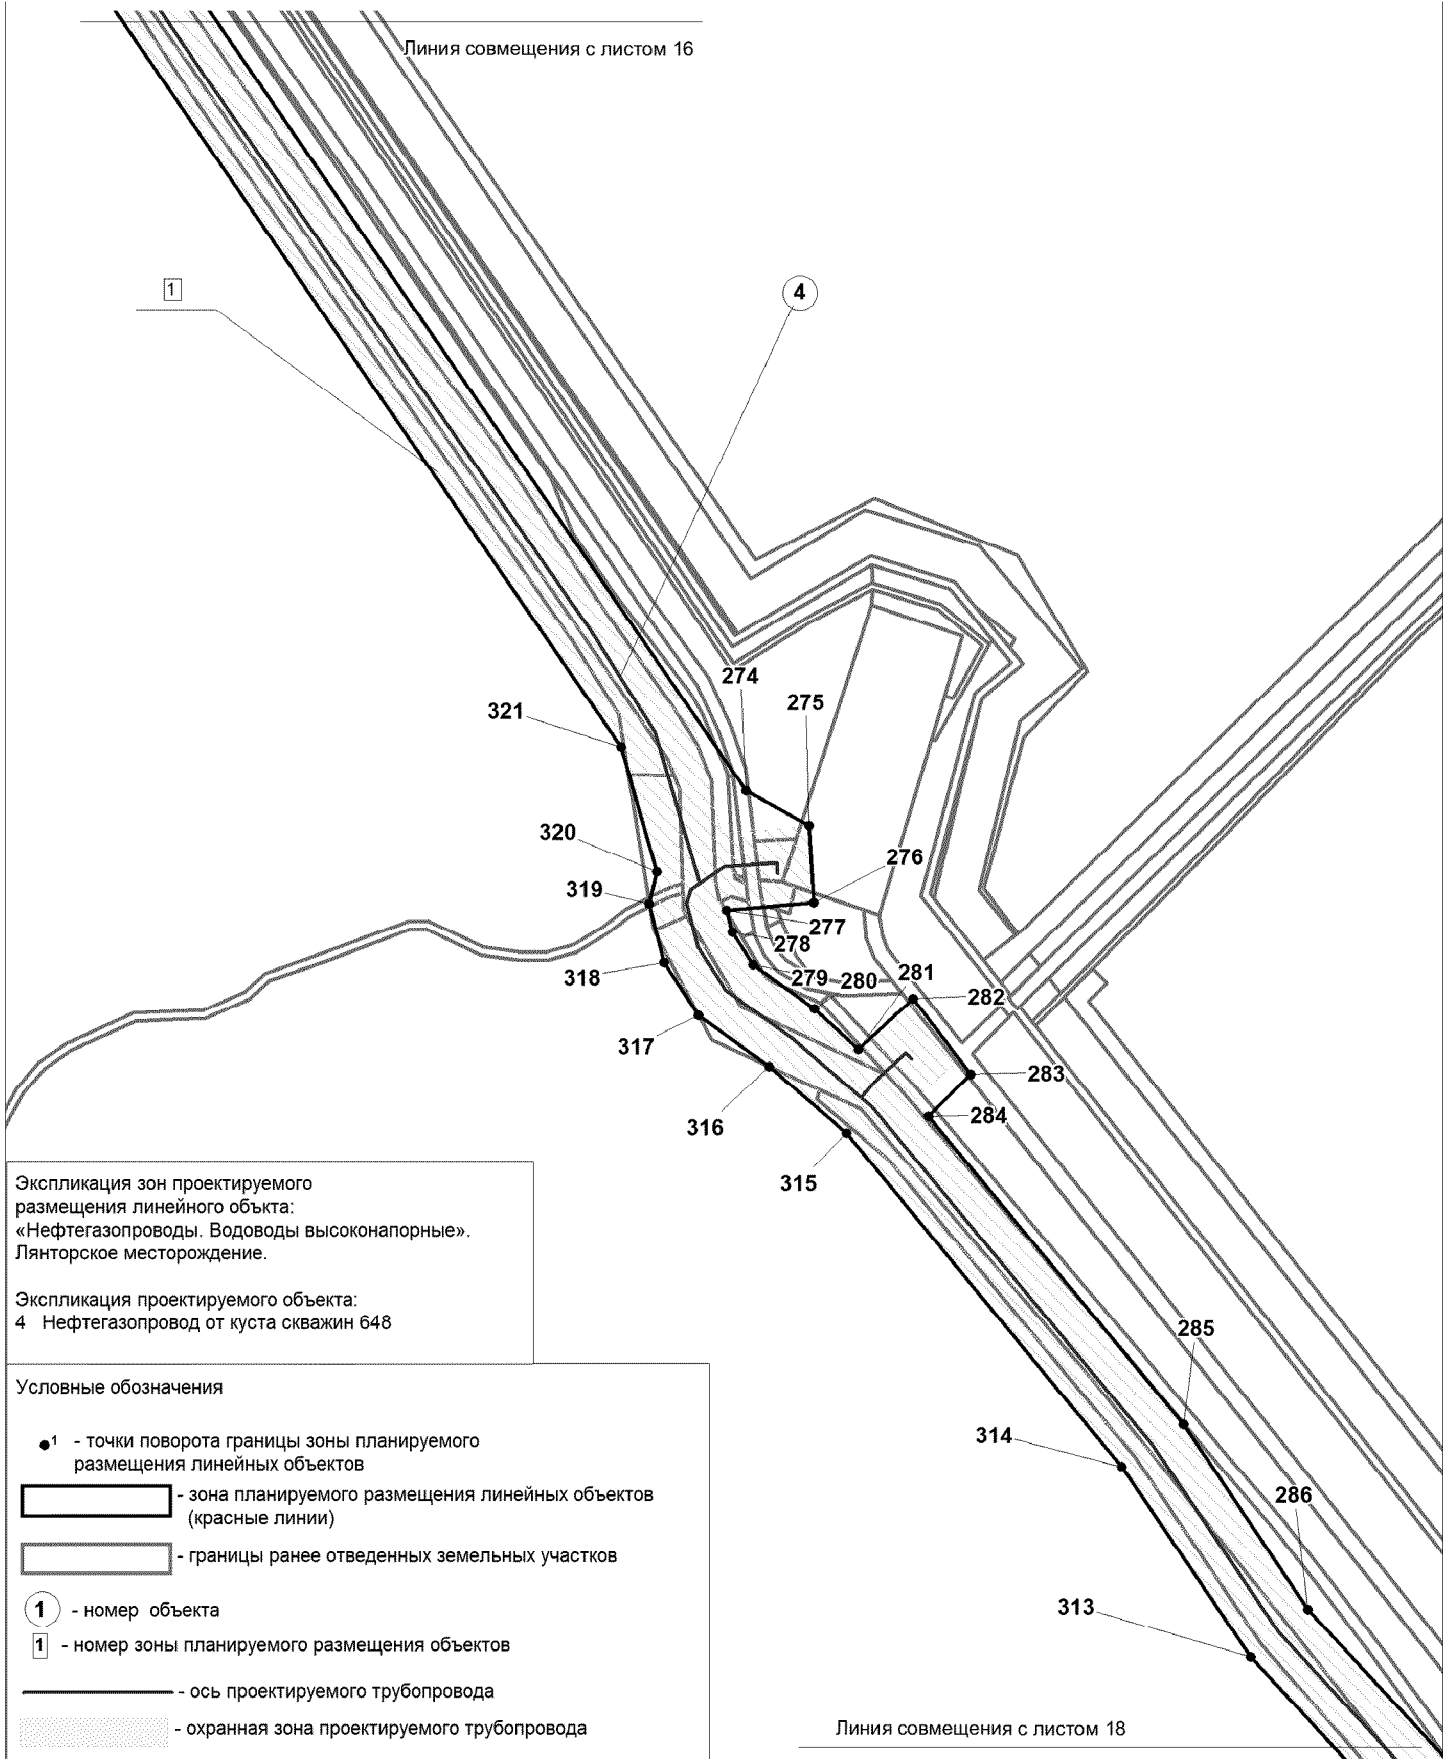 Линия совмещения с листом 16
1
4
274
275
321
320
276
319
277
278
318
279
280
281
282
317
283
316
284
315
Экспликация зон проектируемого
размещения линейного объкта:
«Нефтегазопроводы. Водоводы высоконапорные».
Лянторское месторождение.
Экспликация проектируемого объекта:
4 Нефтегазопровод от куста скважин 648
285
314
286
313
Условные обозначения
1 - точки поворота границы зоны планируемого
размещения линейных объектов
- зона планируемого размещения линейных объектов
(красные линии)
- границы ранее отведенных земельных участков
1 - номер объекта
1 - номер зоны планируемого размещения объектов
- ось проектируемого трубопровода
- охранная зона проектируемого трубопровода
Линия совмещения с листом 18